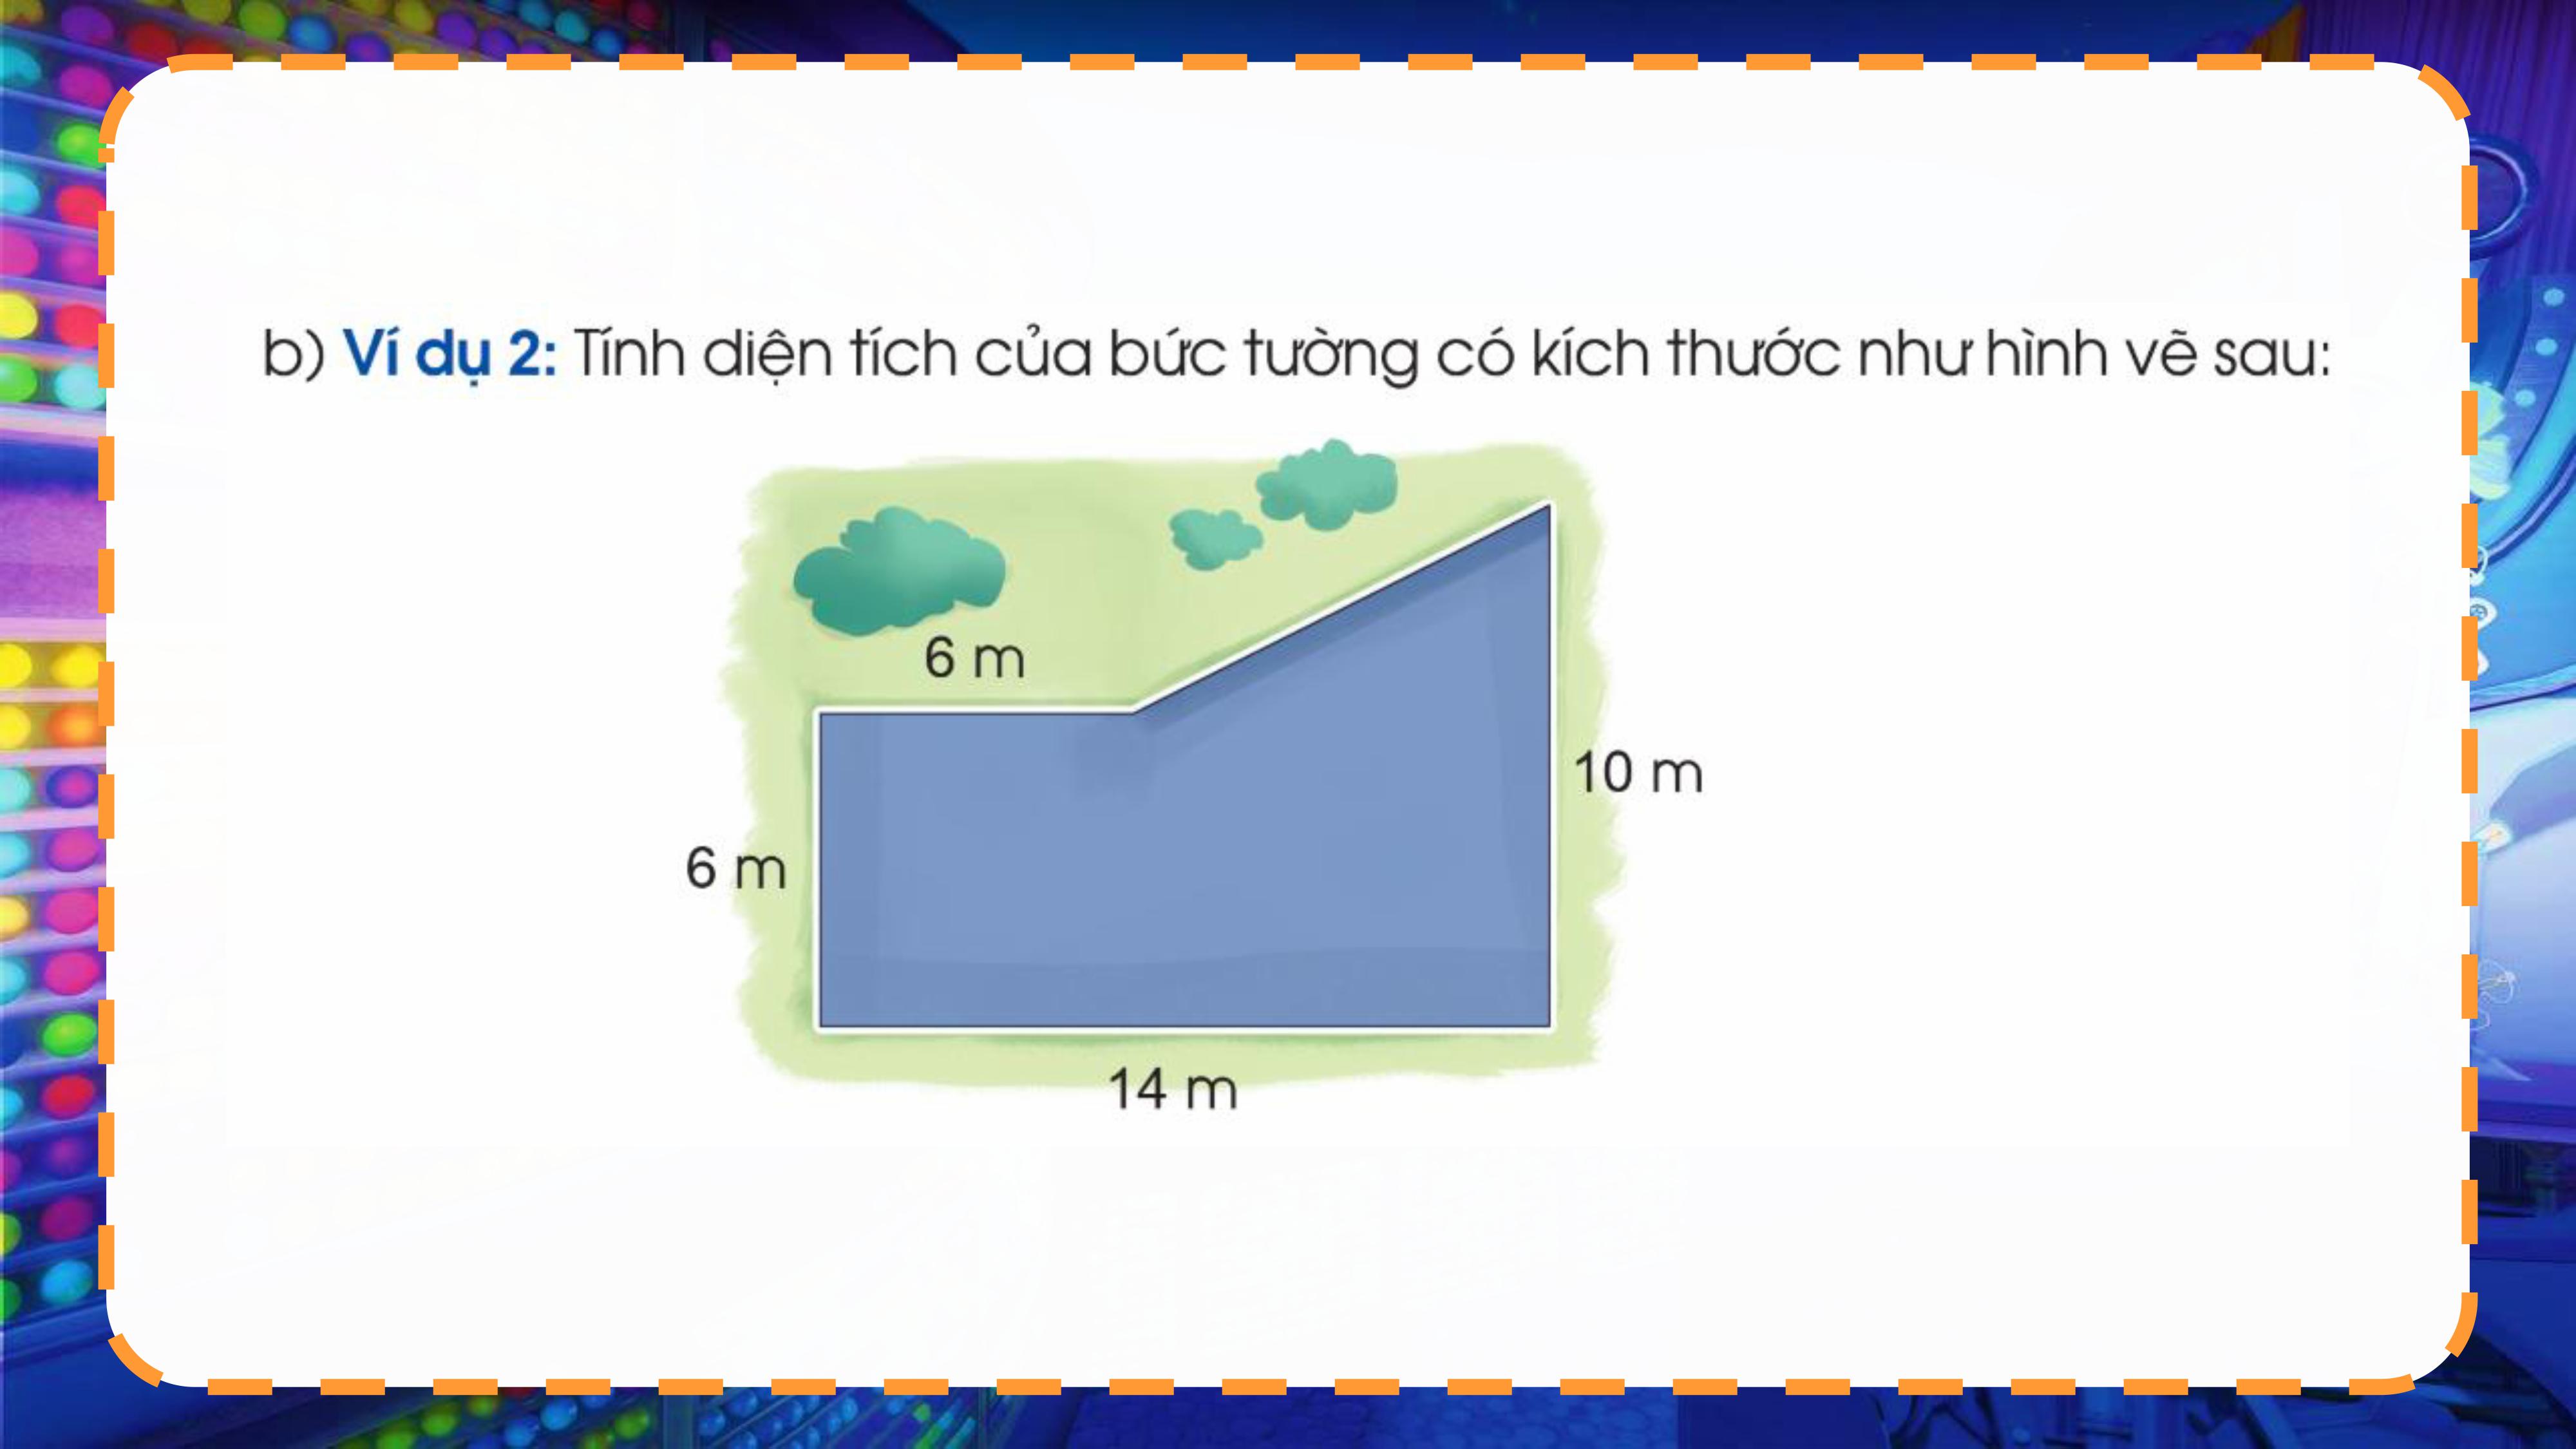 b) Ví dụ 2: Tính diện tích của bức tường có kích thước như hình vẽ sau:
6 m
10 m
6 m
14 m